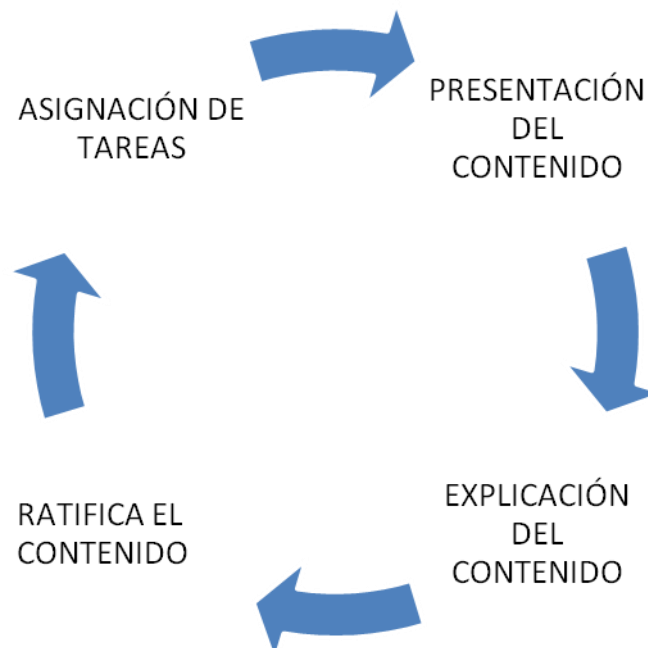 ASIGNACIÓN DE
TAREAS
PRESENTACIÓN
DEL
CONTENIDO
EXPLICACIÓN
DEL
CONTENIDO
RATIFICA EL
CONTENIDO